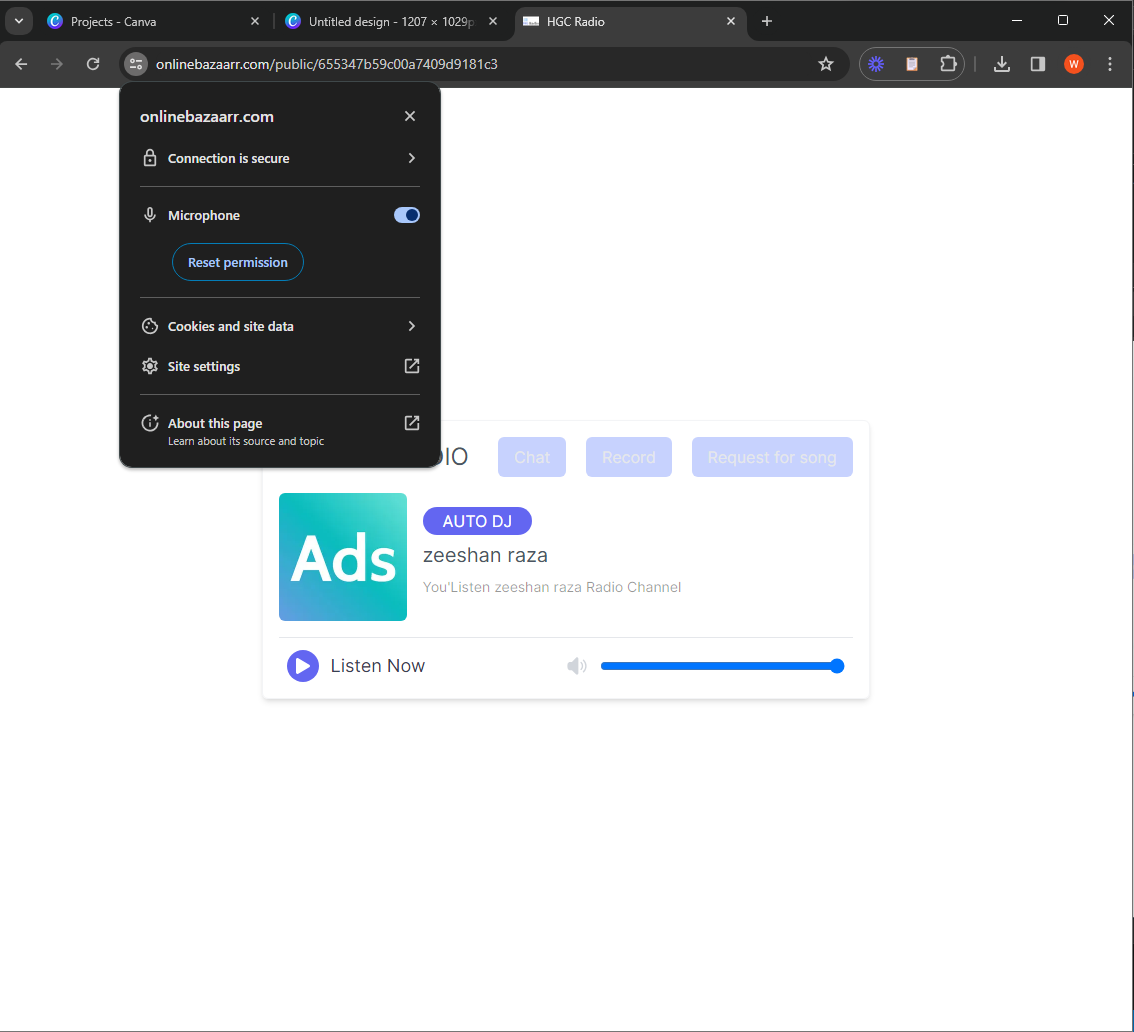 Projects - Canva
Untitled design - 1207 × 1029p
HGC Radio
onlinebazaarr.com/public/655347b59c00a7409d9181c3
W
onlinebazaarr.com
Connection is secure
Microphone
Reset permission
Cookies and site data
Site settings
About this page
Learn about its source and topic
DIO
Chat
Record
Request for song
Ads
AUTO DJ
zeeshan raza
You'Listen zeeshan raza Radio Channel
Listen Now